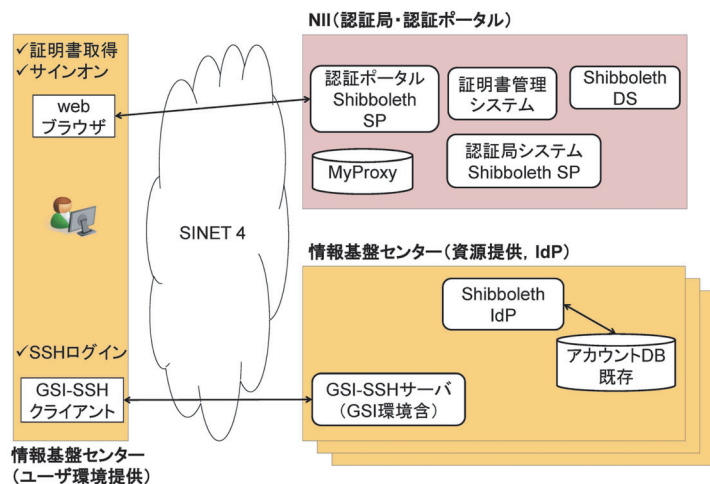 ✓証明書取得
✓サインオン
web
ブラウザ
✓SSHログイン
GSI-SSH
クライアント
情報基盤センター
（ユーザ環境提供）
SINET 4
NII（認証局・認証ポータル）
認証ポータル
Shibboleth
SP
証明書管理
システム
Shibboleth
DS
MyProxy
認証局システム
Shibboleth SP
情報基盤センター（資源提供, IdP）
Shibboleth
IdP
アカウントDB
既存
GSI-SSHサーバ
（GSI環境含）